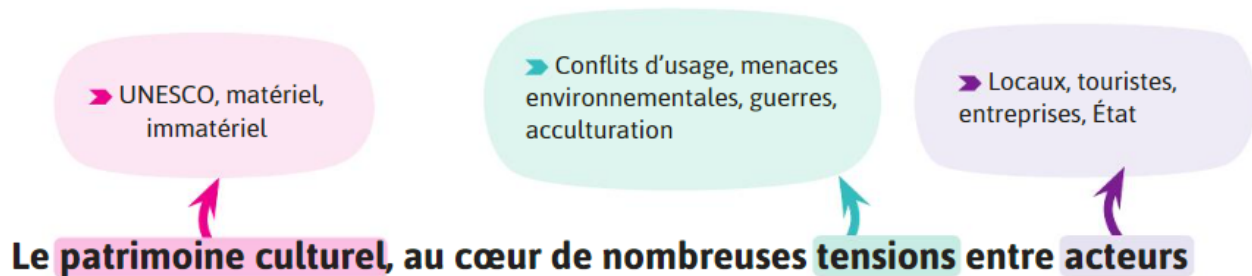 UNESCO, matériel,
immatériel
Conflits d'usage, menaces
environnementales, guerres,
acculturation
Locaux, touristes,
entreprises, État
Le patrimoine culturel, au cœur de nombreuses tensions entre acteurs